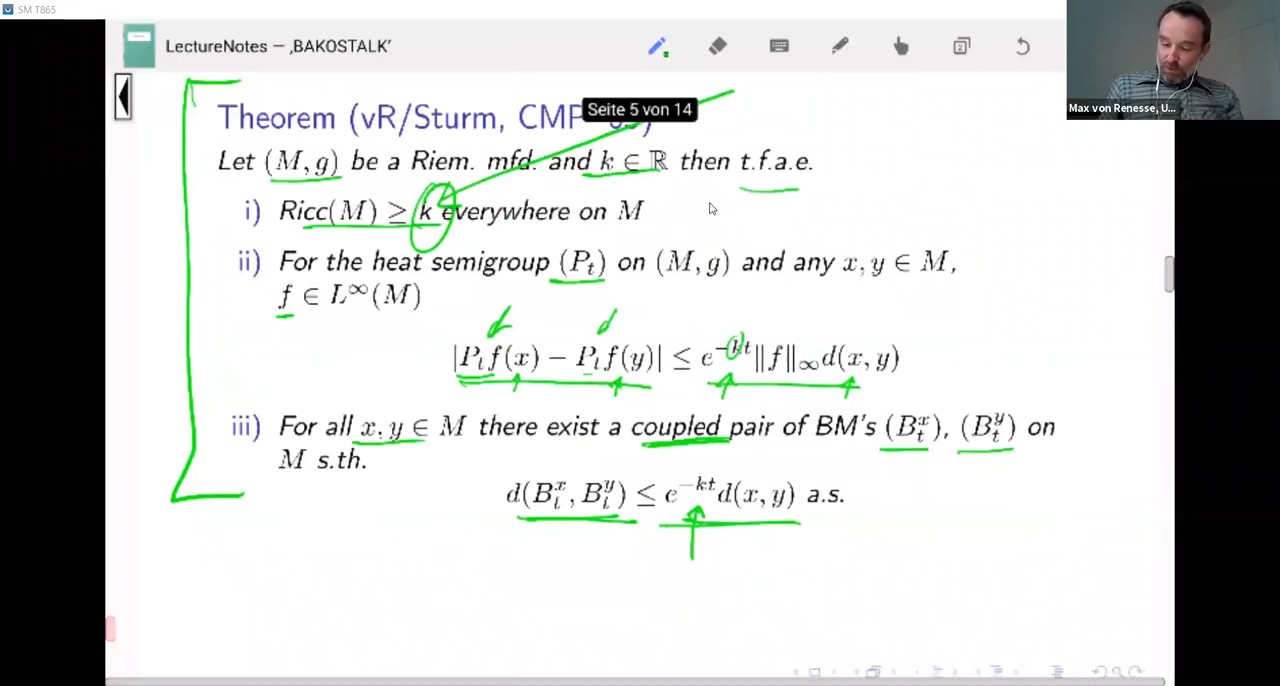 SM T865
LectureNotes – ‚BAKOSTALK'
Max von Renesse, U...
Seite 5 von 14
Theorem (vR/Sturm, CMP
Let (M, g) be a Riem. mfd. and k ∈ ℝ then t.f.a.e.
i) Ricc(M) ≥ k everywhere on M
ii) For the heat semigroup (P_t) on (M, g) and any x, y ∈ M,
f ∈ L^∞(M)
|P_t f(x) − P_t f(y)| ≤ e^{−kt}‖f‖_∞ d(x, y)
iii) For all x, y ∈ M there exist a coupled pair of BM's (B_t^x), (B_t^y) on
M s.th.
d(B_t^x, B_t^y) ≤ e^{−kt} d(x, y) a.s.